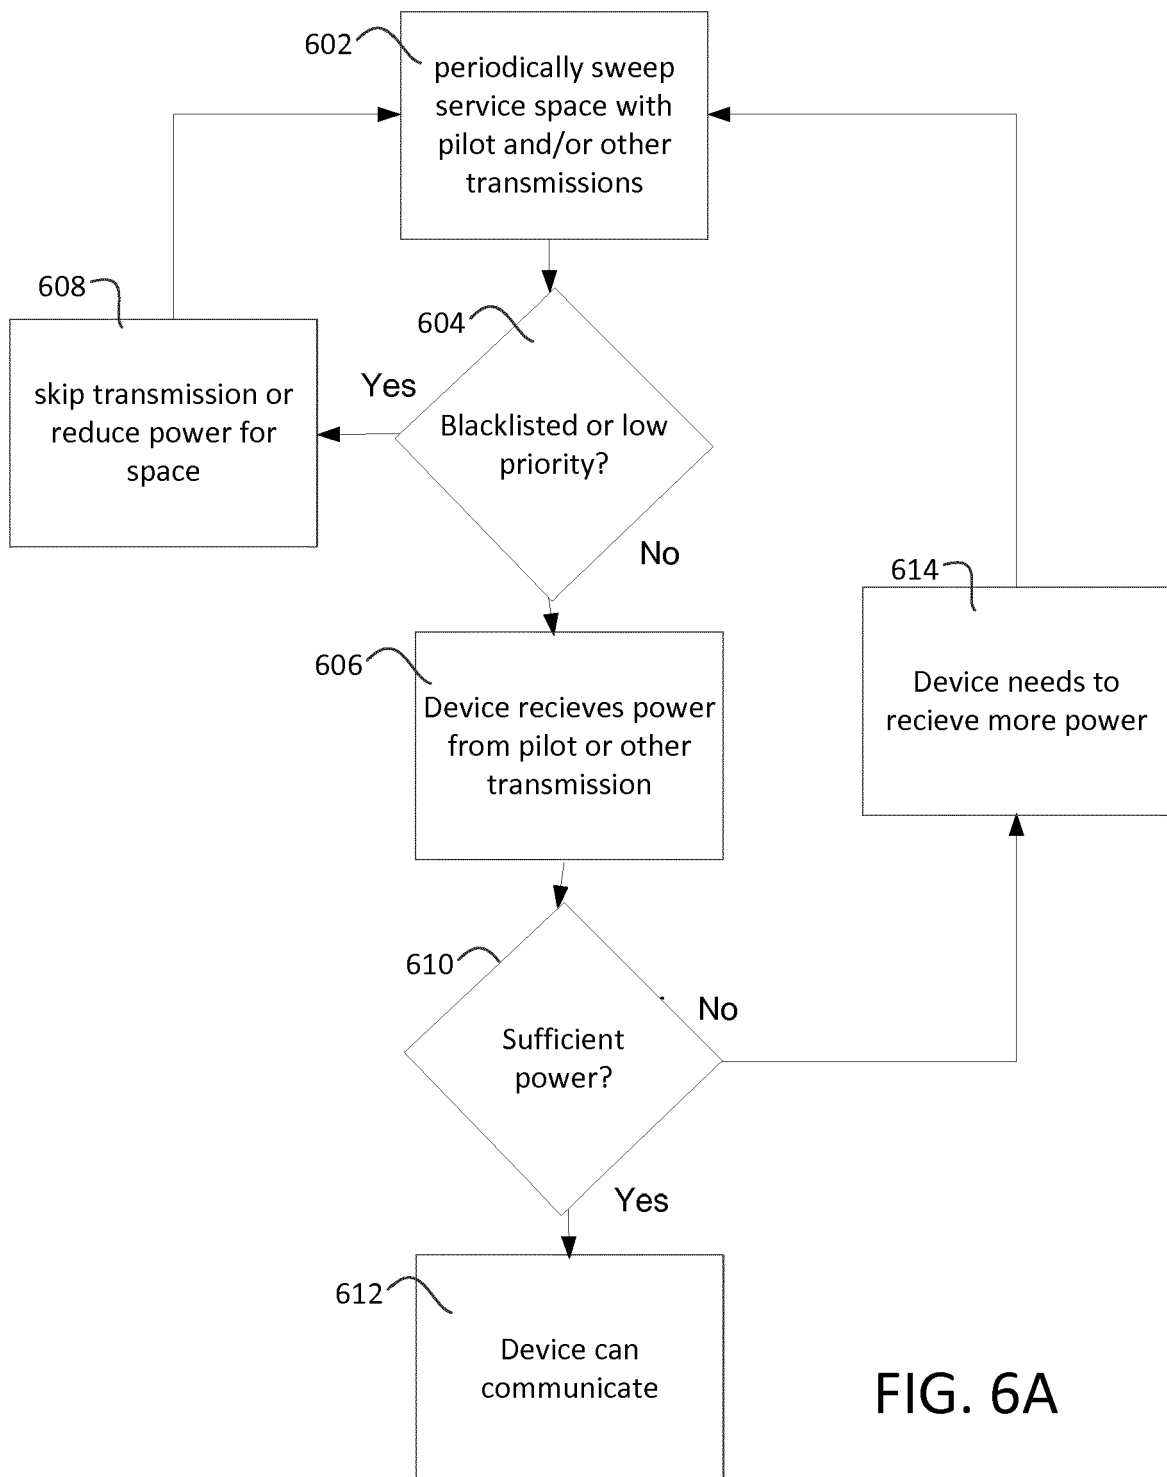 602
periodically sweep
service space with
pilot and/or other
transmissions
608
skip transmission or
reduce power for
space
604
Yes
Blacklisted or low
priority?
No
606
Device recieves power
from pilot or other
transmission
614
Device needs to
recieve more power
610
Sufficient
power?
No
Yes
612
Device can
communicate
FIG. 6A